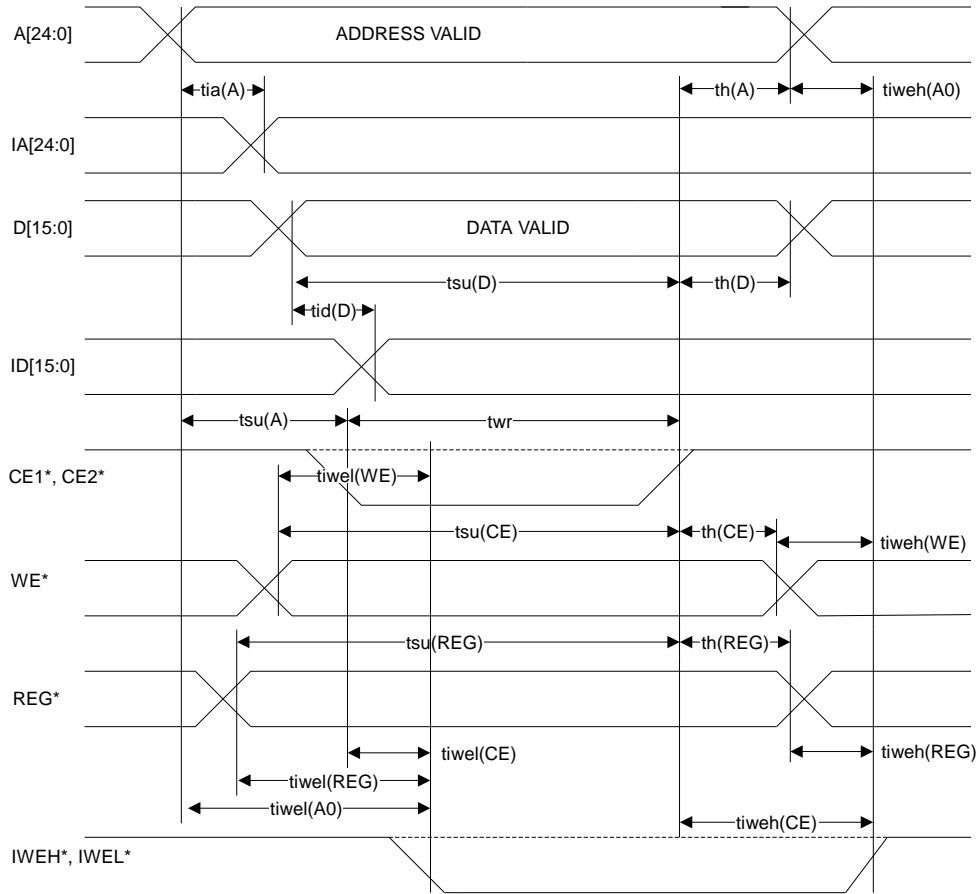 A[24:0]
ADDRESS VALID
tia(A)
th(A)
tiweh(A0)
IA[24:0]
D[15:0]
DATA VALID
tsu(D)
th(D)
tid(D)
ID[15:0]
tsu(A)
twr
CE1*, CE2*
tiwel(WE)
tsu(CE)
th(CE)
tiweh(WE)
WE*
tsu(REG)
th(REG)
REG*
tiwel(CE)
tiweh(REG)
tiwel(REG)
tiwel(A0)
tiweh(CE)
IWEH*, IWEL*